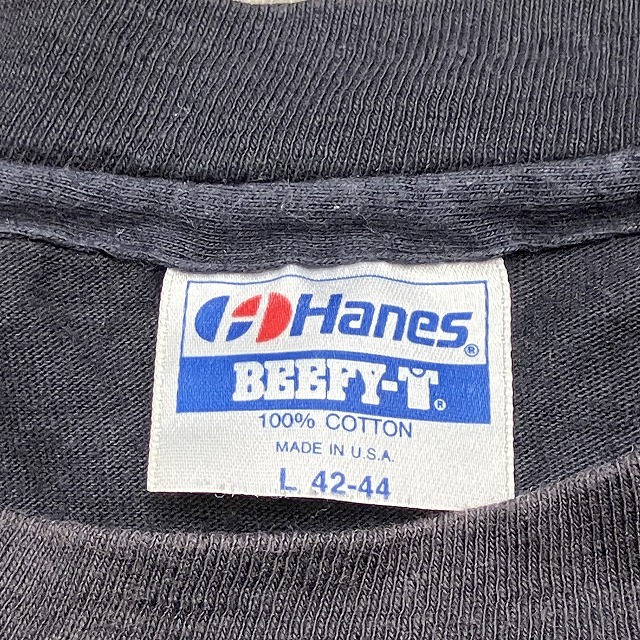 Hanes®
BEEFY-T®
100% COTTON
MADE IN U.S.A.
L 42-44